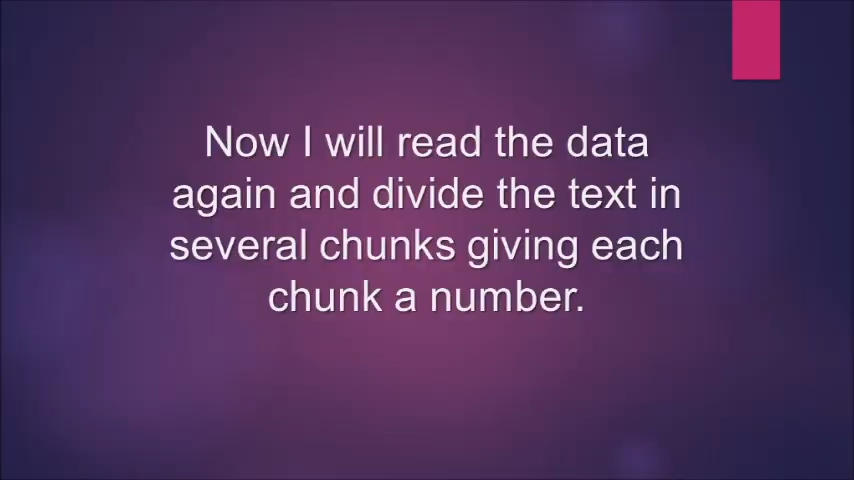 Now I will read the data
again and divide the text in
several chunks giving each
chunk a number.